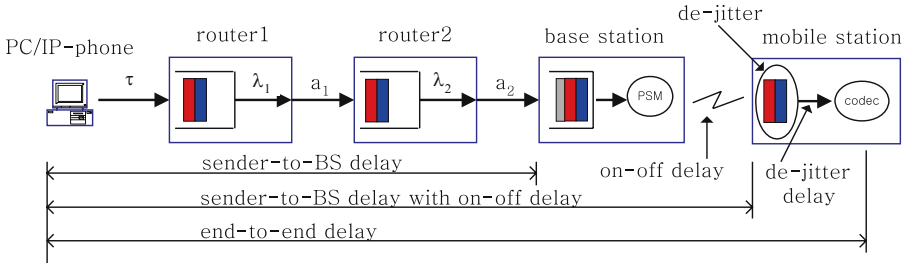 de-jitter
router1
router2
base station
mobile station
PC/IP-phone
τ
λ1
a1
λ2
a2
PSM
codec
sender-to-BS delay
on-off delay
de-jitter
delay
sender-to-BS delay with on-off delay
end-to-end delay